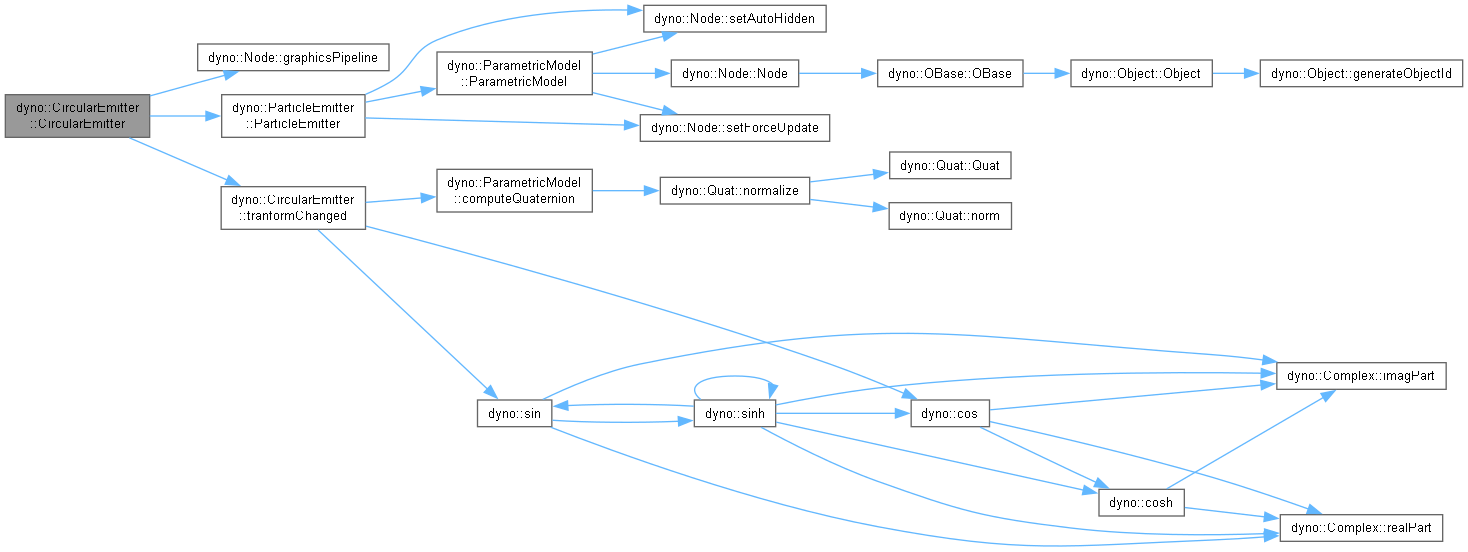 dyno::CircularEmitter
::CircularEmitter
dyno::Node::graphicsPipeline
dyno::ParticleEmitter
::ParticleEmitter
dyno::CircularEmitter
::tranformChanged
dyno::ParametricModel
::ParametricModel
dyno::Node::setAutoHidden
dyno::Node::Node
dyno::OBase::OBase
dyno::Object::Object
dyno::Object::generateObjectId
dyno::Node::setForceUpdate
dyno::ParametricModel
::computeQuaternion
dyno::Quat::normalize
dyno::Quat::Quat
dyno::Quat::norm
dyno::sin
dyno::sinh
dyno::cos
dyno::cosh
dyno::Complex::imagPart
dyno::Complex::realPart